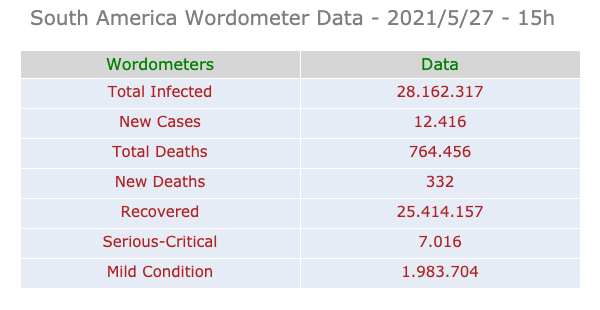 South America Wordometer Data - 2021/5/27 - 15h
Wordometers Data
Total Infected 28.162.317
New Cases 12.416
Total Deaths 764.456
New Deaths 332
Recovered 25.414.157
Serious-Critical 7.016
Mild Condition 1.983.704